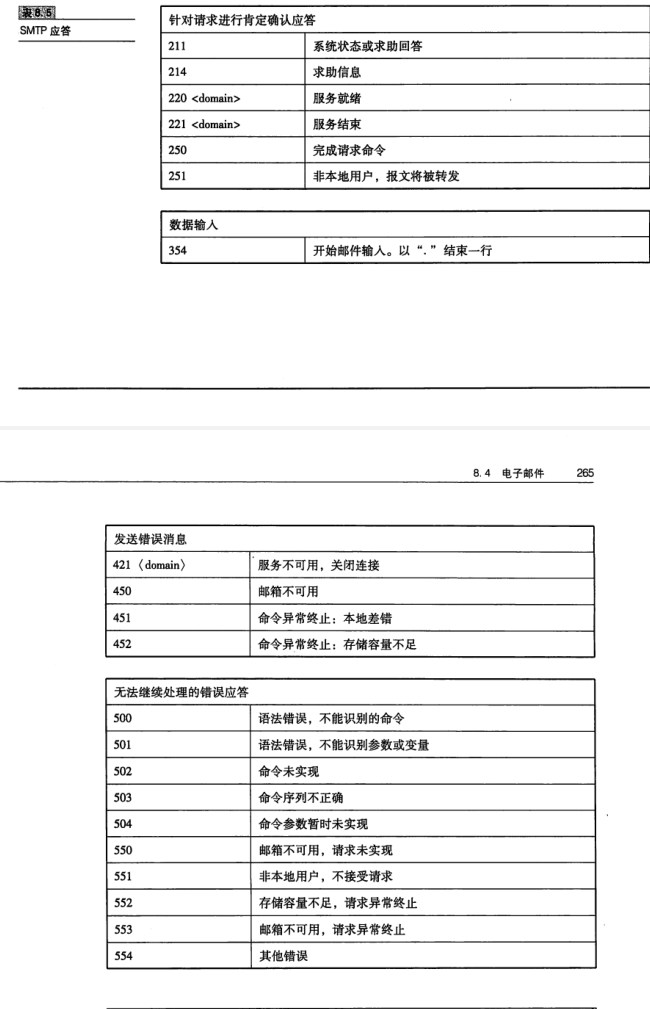 表8.5
SMTP 应答
针对请求进行肯定确认应答
211 系统状态或求助回答
214 求助信息
220 <domain> 服务就绪
221 <domain> 服务结束
250 完成请求命令
251 非本地用户，报文将被转发
数据输入
354 开始邮件输入。以“.”结束一行
8.4 电子邮件 265
发送错误消息
421〈domain〉 服务不可用，关闭连接
450 邮箱不可用
451 命令异常终止：本地差错
452 命令异常终止：存储容量不足
无法继续处理的错误应答
500 语法错误，不能识别的命令
501 语法错误，不能识别参数或变量
502 命令未实现
503 命令序列不正确
504 命令参数暂时未实现
550 邮箱不可用，请求未实现
551 非本地用户，不接受请求
552 存储容量不足，请求异常终止
553 邮箱不可用，请求异常终止
554 其他错误